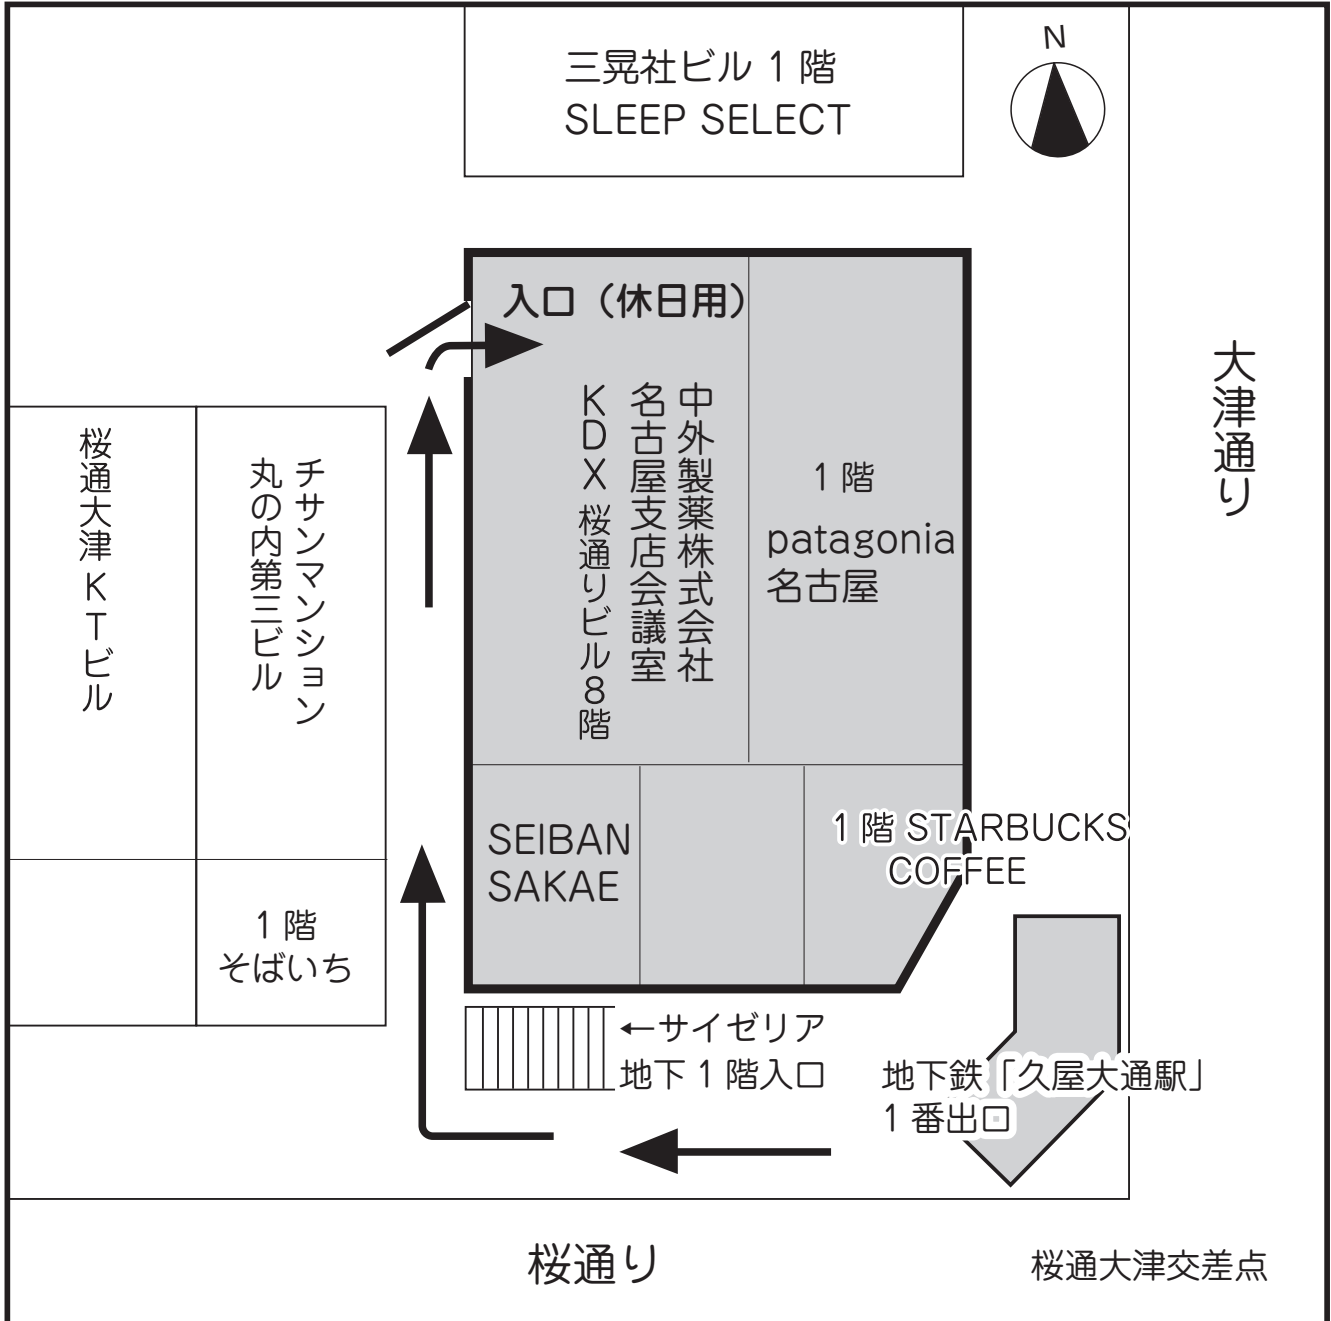 三晃社ビル 1 階
SLEEP SELECT
N
入口（休日用）
中外製薬株式会社
名古屋支店会議室
KDX 桜通りビル8階
1 階
patagonia
名古屋
大津通り
桜通大津 KTビル
チサンマンション
丸の内第三ビル
SEIBAN
SAKAE
1 階 STARBUCKS
COFFEE
1 階
そばいち
←サイゼリア
地下 1 階入口
地下鉄「久屋大通駅」
1 番出口
桜通り
桜通大津交差点